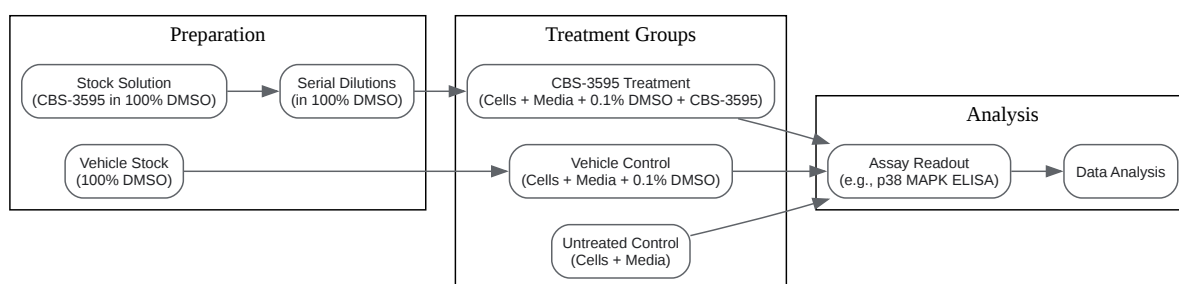 Preparation
Stock Solution
(CBS-3595 in 100% DMSO)
Serial Dilutions
(in 100% DMSO)
Vehicle Stock
(100% DMSO)
Treatment Groups
CBS-3595 Treatment
(Cells + Media + 0.1% DMSO + CBS-3595)
Vehicle Control
(Cells + Media + 0.1% DMSO)
Untreated Control
(Cells + Media)
Analysis
Assay Readout
(e.g., p38 MAPK ELISA)
Data Analysis